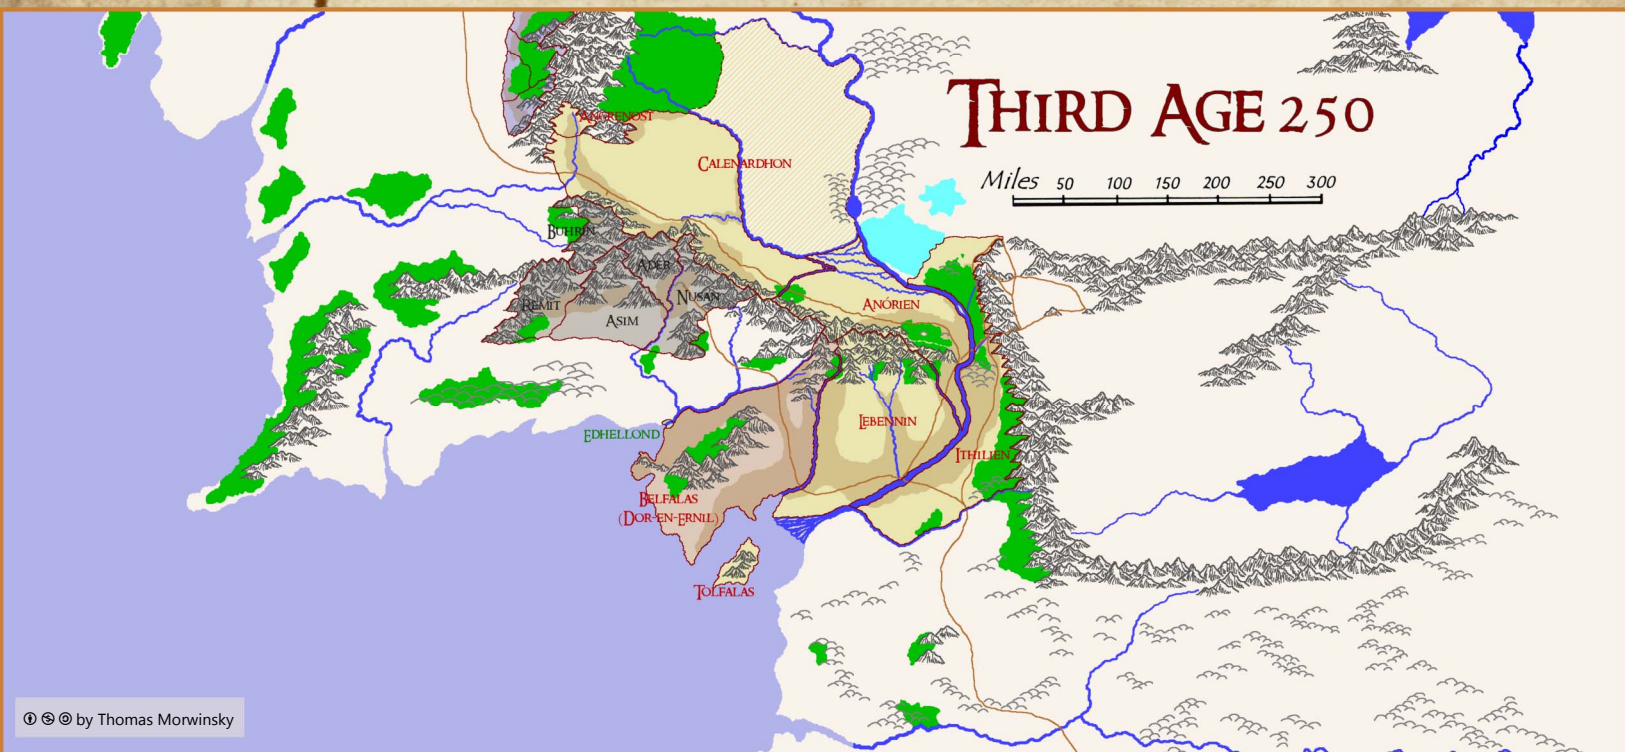 THIRD AGE 250
Miles 50 100 150 200 250 300
ANGRENOST
CALENARDHON
BUHRIN
ADER
NUSAN
REMIT
ASIM
ANÓRIEN
LEBENNIN
EDHELLOND
ITHILIEN
BELFALAS
(DOR-EN-ERNIL)
TOLFALAS
by Thomas Morwinsky